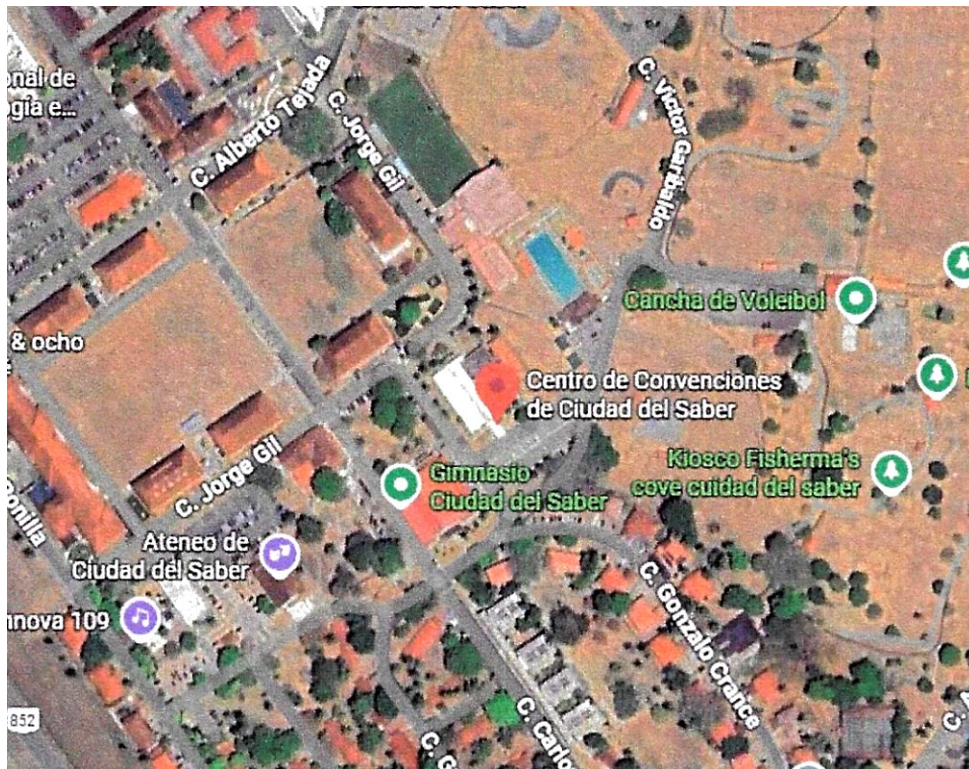 onal de
ogía e...
C. Alberto Tejada
C. Jorge Gil
C. Víctor Garibaldo
Cancha de Voleibol
& ocho
Centro de Convenciones
de Ciudad del Saber
Gimnasio
Ciudad del Saber
Kiosco Fisherma's
cove cuidad del saber
C. Jorge Gil
Ateneo de
Ciudad del Saber
onilla
nnova 109
C. Gonzalo Crance
852
C. Carlo
C. G
C.